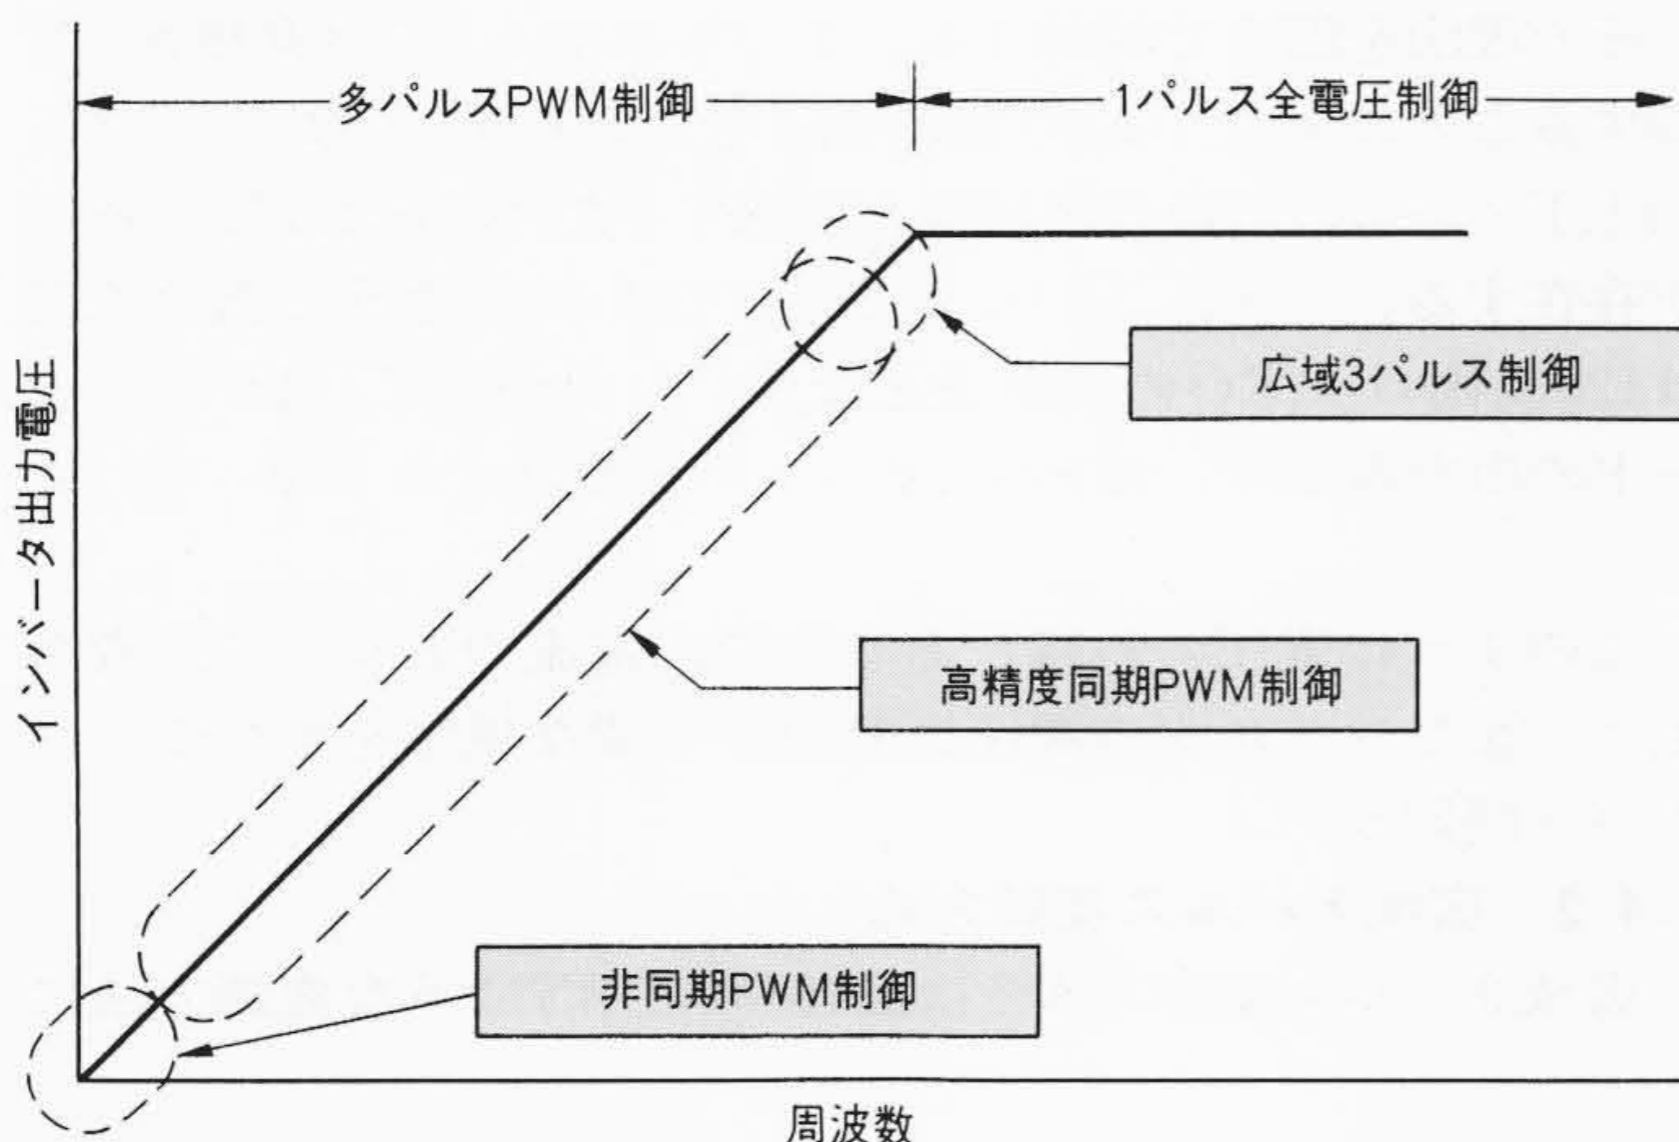 多パルスPWM制御
1パルス全電圧制御
広域3パルス制御
インバータ出力電圧
高精度同期PWM制御
非同期PWM制御
周波数